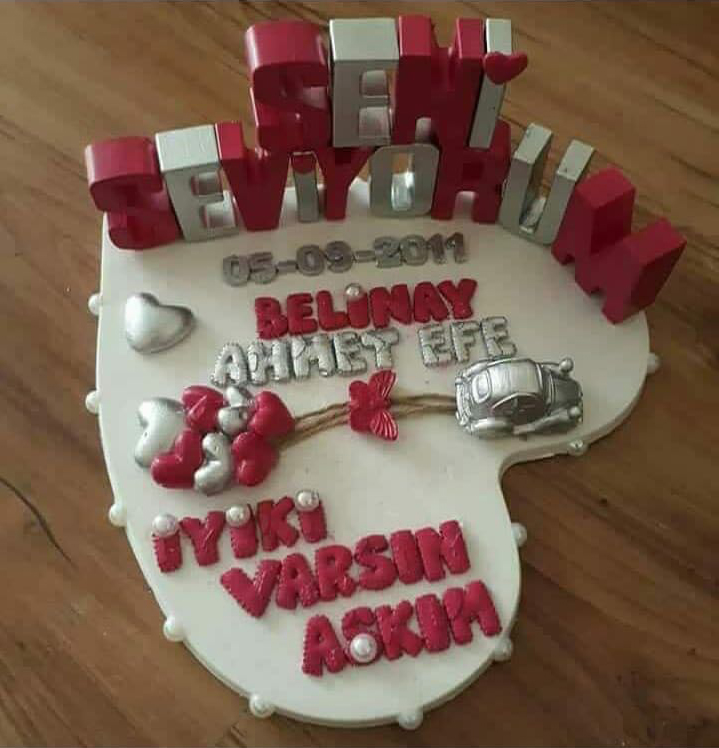 SENİ
SEVİYORUM
05-09-2011
BELİNAY
AHMET EFE
İYİKİ
VARSIN
AŞKIM